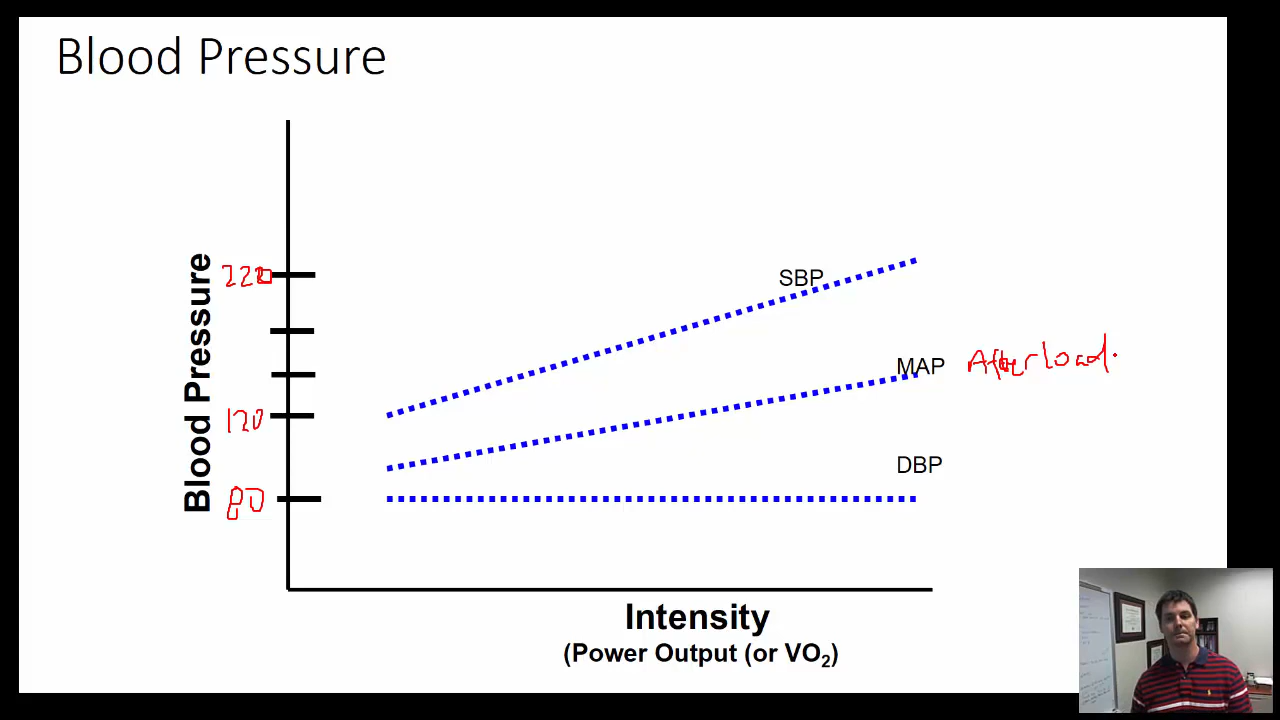 Blood Pressure
Blood Pressure
220
120
80
SBP
MAP Afterload.
DBP
Intensity
(Power Output (or VO₂)